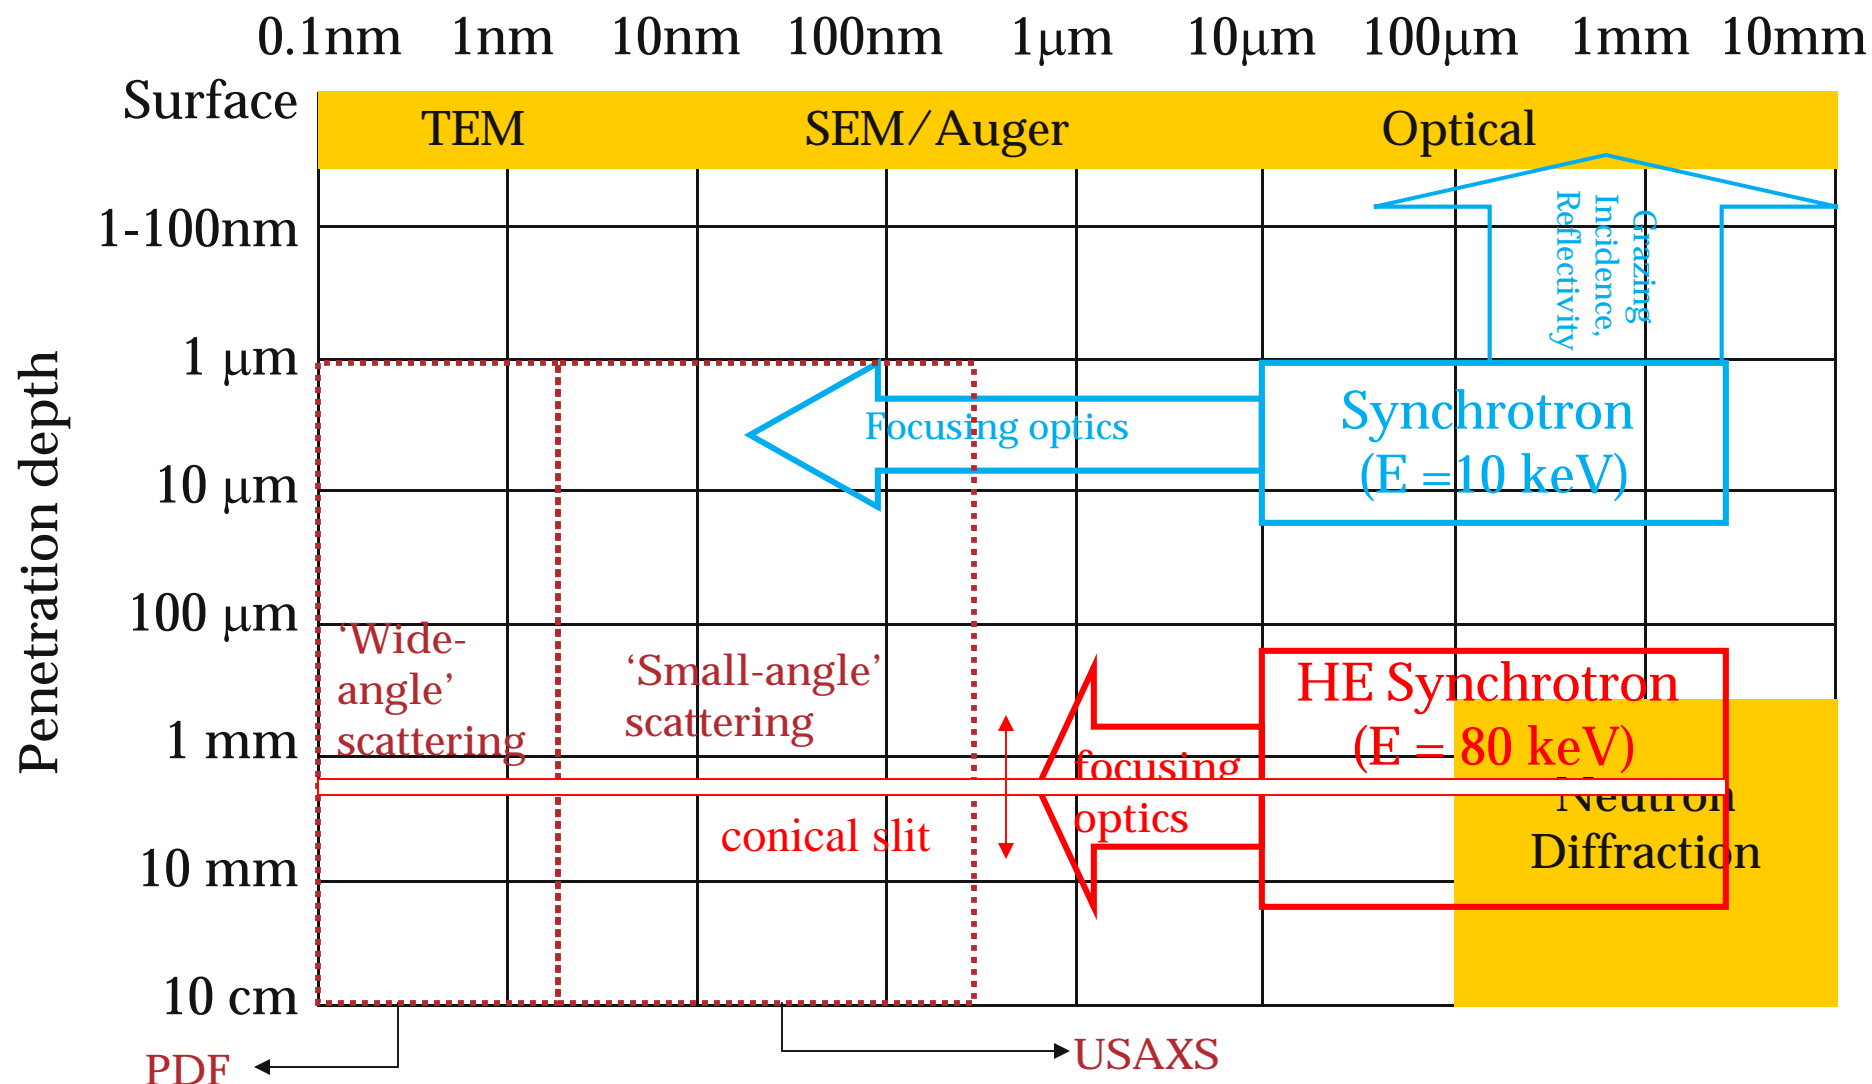 0.1nm 1nm 10nm 100nm 1μm 10μm 100μm 1mm 10mm
Surface
TEM SEM/Auger Optical
1-100nm
Grazing
Incidence,
Reflectivity
Penetration depth
1 μm
Synchrotron
(E =10 keV)
Focusing optics
10 μm
100 μm
‘Wide-
angle’
scattering
‘Small-angle’
scattering
HE Synchrotron
(E = 80 keV)
1 mm
focusing
optics
Neutron
Diffraction
conical slit
10 mm
10 cm
PDF
USAXS